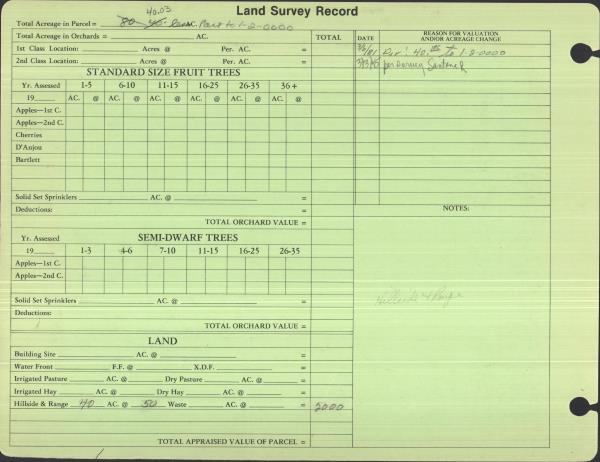 Land Survey Record
40.03
Total Acreage in Parcel = 80 40 Part to 1-2-0000
Total Acreage in Orchards = AC. TOTAL
DATE REASON FOR VALUATION AND/OR ACREAGE CHANGE
1st Class Location: Acres @ Per. AC. =
40. to 1-2-0000
2nd Class Location: Acres @ Per. AC. =
per
STANDARD SIZE FRUIT TREES
Yr. Assessed 1-5 6-10 11-15 16-25 26-35 36+
19 AC. @ AC. @ AC. @ AC. @ AC. @ AC. @
Apples—1st C.
Apples—2nd C.
Cherries
D'Anjou
Bartlett
Solid Set Sprinklers AC. @ =
Deductions: =
NOTES:
TOTAL ORCHARD VALUE =
SEMI-DWARF TREES
Yr. Assessed
19 1-3 4-6 7-10 11-15 16-25 26-35
Apples—1st C.
Apples—2nd C.
Hillside & Range
Solid Set Sprinklers AC. @ =
Deductions:
TOTAL ORCHARD VALUE =
LAND
Building Site AC. @ =
Water Front F.F. @ X.D.F. =
Irrigated Pasture AC. @ Dry Pasture AC. @ =
Irrigated Hay AC. @ Dry Hay AC. @ =
Hillside & Range 40 AC. @ 50 Waste AC. @ = 2000
TOTAL APPRAISED VALUE OF PARCEL =